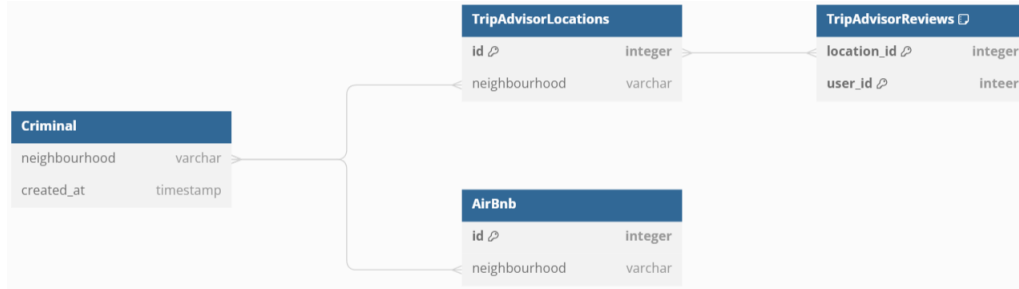 TripAdvisorLocations
id integer
neighbourhood varchar
TripAdvisorReviews
location_id integer
user_id inteer
Criminal
neighbourhood varchar
created_at timestamp
AirBnb
id integer
neighbourhood varchar